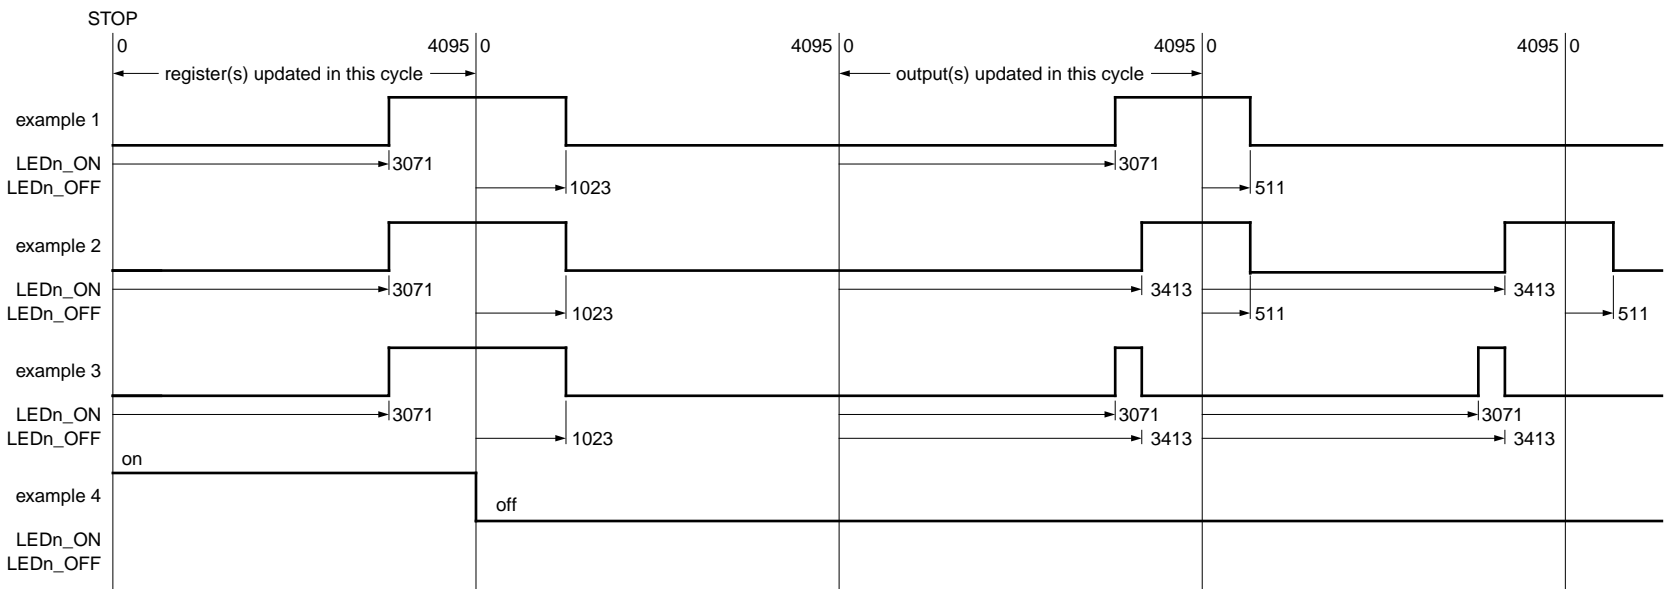 STOP
0 4095 0 4095 0 4095 0 4095 0
register(s) updated in this cycle output(s) updated in this cycle
example 1
LEDn_ON 3071 3071
LEDn_OFF 1023 511
example 2
LEDn_ON 3071 3413 3413
LEDn_OFF 1023 511 511
example 3
LEDn_ON 3071 3071 3071
LEDn_OFF 1023 3413 3413
on
example 4 off
LEDn_ON
LEDn_OFF